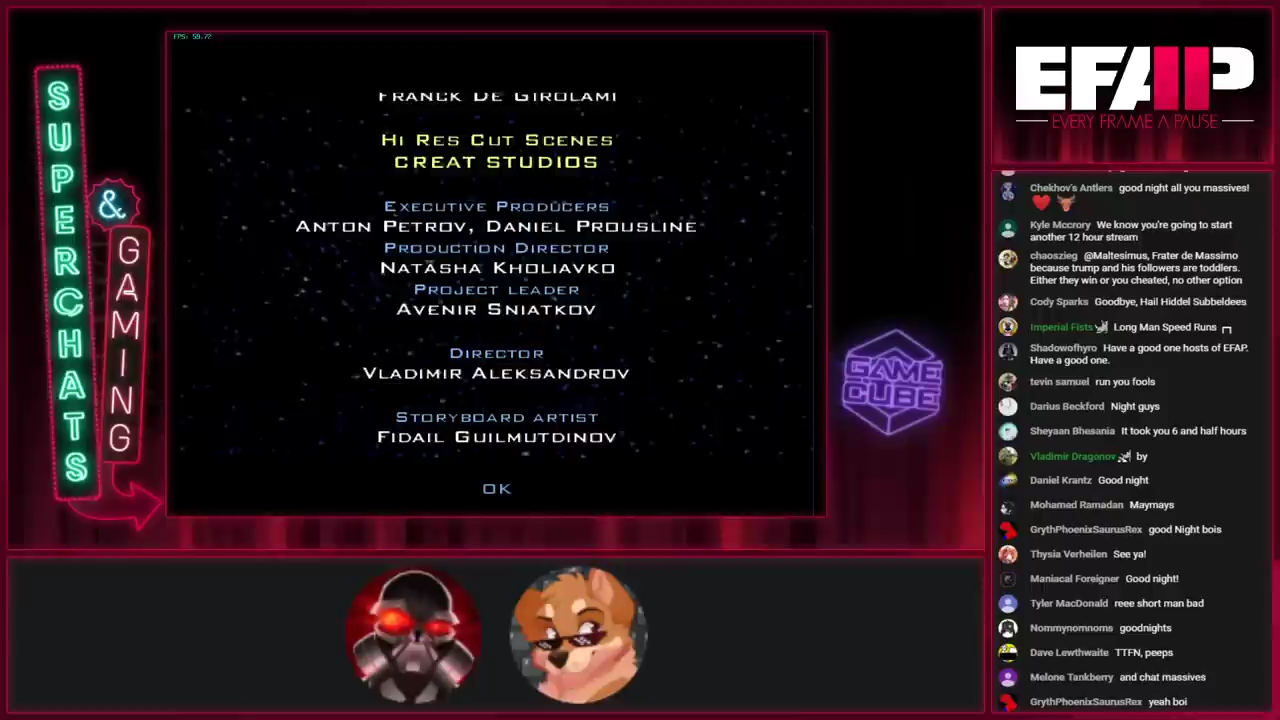 FPS: 59.77
SUPERCHATS
&
GAMING
FRANCK DE GIROLAMI
HI RES CUT SCENES
CREAT STUDIOS
EXECUTIVE PRODUCERS
ANTON PETROV, DANIEL PROUSLINE
PRODUCTION DIRECTOR
NATASHA KHOLIAVKO
PROJECT LEADER
AVENIR SNIATKOV
DIRECTOR
VLADIMIR ALEKSANDROV
STORYBOARD ARTIST
FIDAIL GUILMUTDINOV
OK
GAME
CUBE
EFAP
EVERY FRAME A PAUSE
Chekhov's Antlers good night all you massives!
Kyle Mccrory We know you're going to start
another 12 hour stream
chaoszieg @Maltesimus, Frater de Massimo
because trump and his followers are toddlers.
Either they win or you cheated, no other option
Cody Sparks Goodbye, Hail Hiddel Subbeldees
Imperial Fists Long Man Speed Runs
Shadowofhyro Have a good one hosts of EFAP.
Have a good one.
tevin samuel run you fools
Darius Beckford Night guys
Sheyaan Bhesania It took you 6 and half hours
Vladimir Dragonov by
Daniel Krantz Good night
Mohamed Ramadan Maymays
GrythPhoenixSaurusRex good Night bois
Thysia Verheilen See ya!
Maniacal Foreigner Good night!
Tyler MacDonald reee short man bad
Nommynomnoms goodnights
Dave Lewthwaite TTFN, peeps
Melone Tankberry and chat massives
GrythPhoenixSaurusRex yeah boi